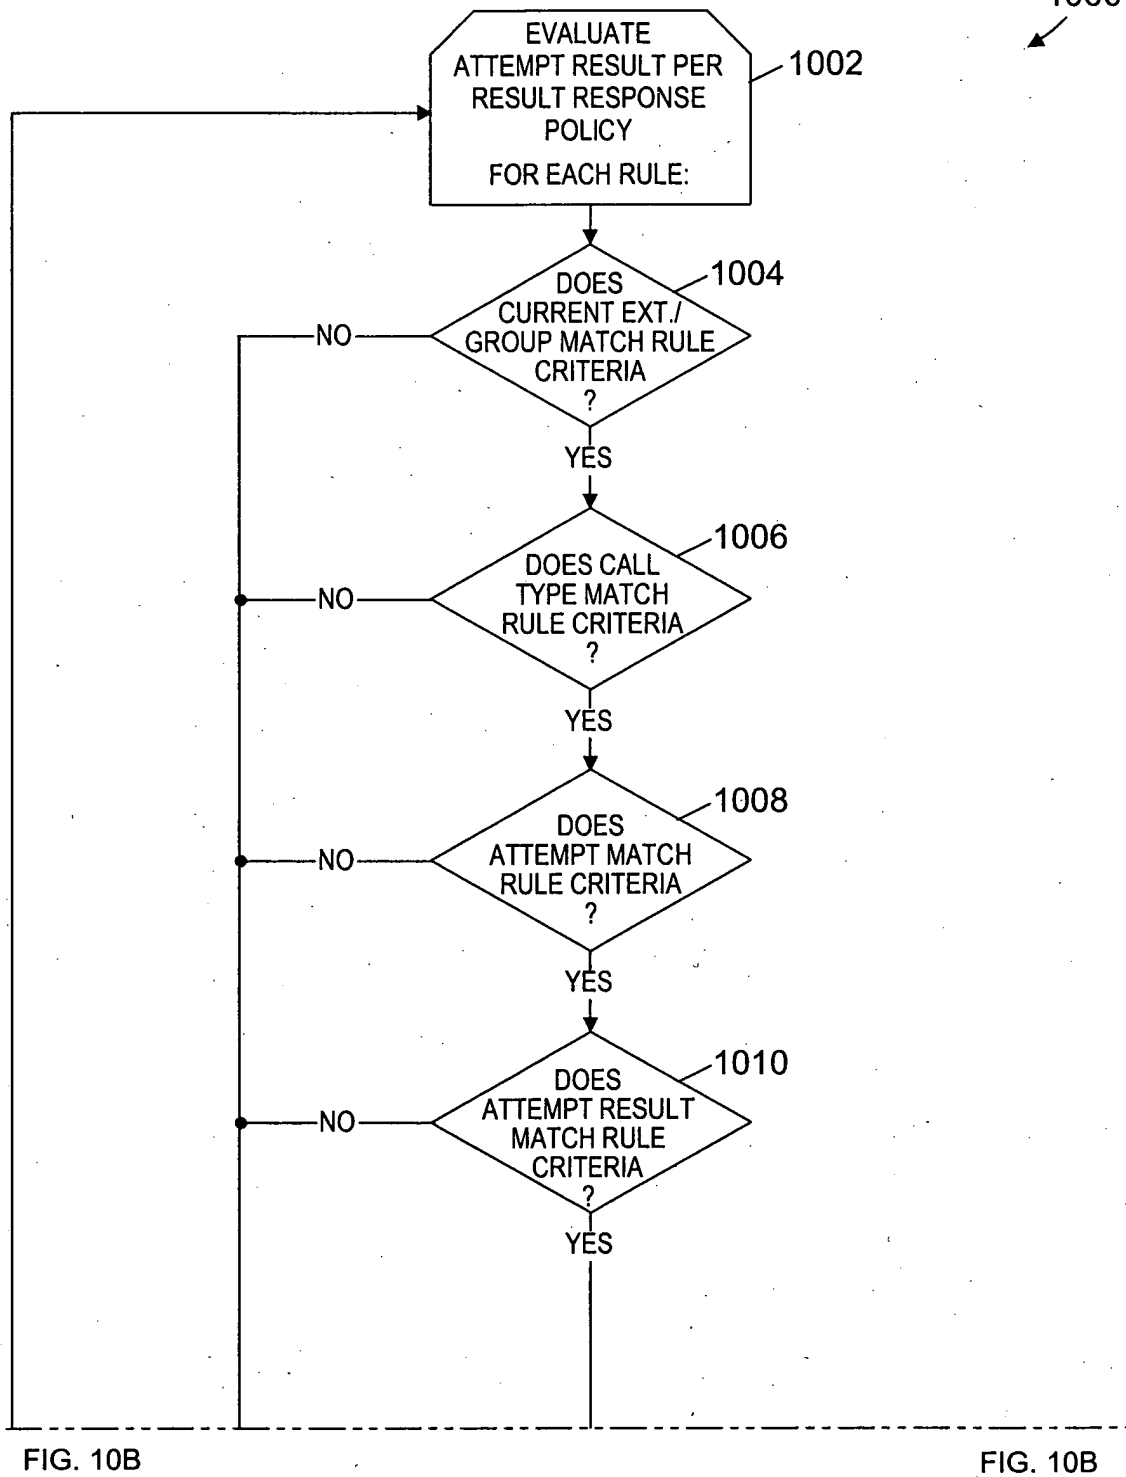 EVALUATE
ATTEMPT RESULT PER
RESULT RESPONSE
POLICY
FOR EACH RULE:
1002
DOES
CURRENT EXT./
GROUP MATCH RULE
CRITERIA
?
1004
NO
YES
DOES CALL
TYPE MATCH
RULE CRITERIA
?
1006
NO
YES
DOES
ATTEMPT MATCH
RULE CRITERIA
?
1008
NO
YES
DOES
ATTEMPT RESULT
MATCH RULE
CRITERIA
?
1010
NO
YES
FIG. 10B
FIG. 10B